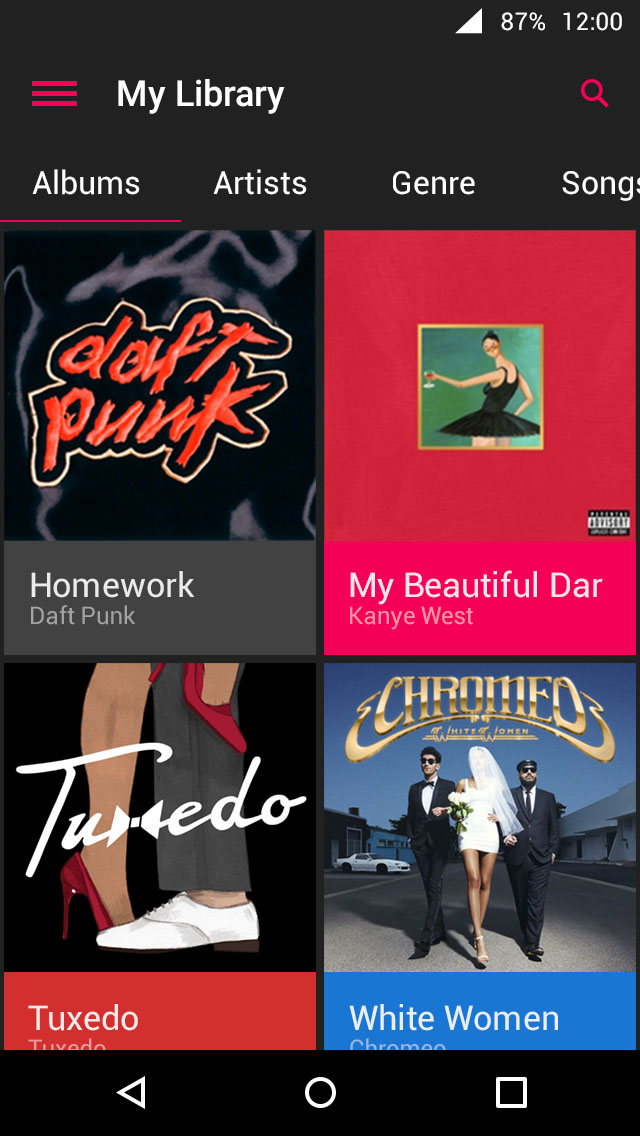 87% 12:00
My Library
Albums Artists Genre Songs
daft
punk
PARENTAL
ADVISORY
EXPLICIT CONTENT
Homework
Daft Punk
My Beautiful Dar
Kanye West
Tuxedo
CHROMEO
WHITE WOMEN
Tuxedo
Tuxedo
White Women
Chromeo